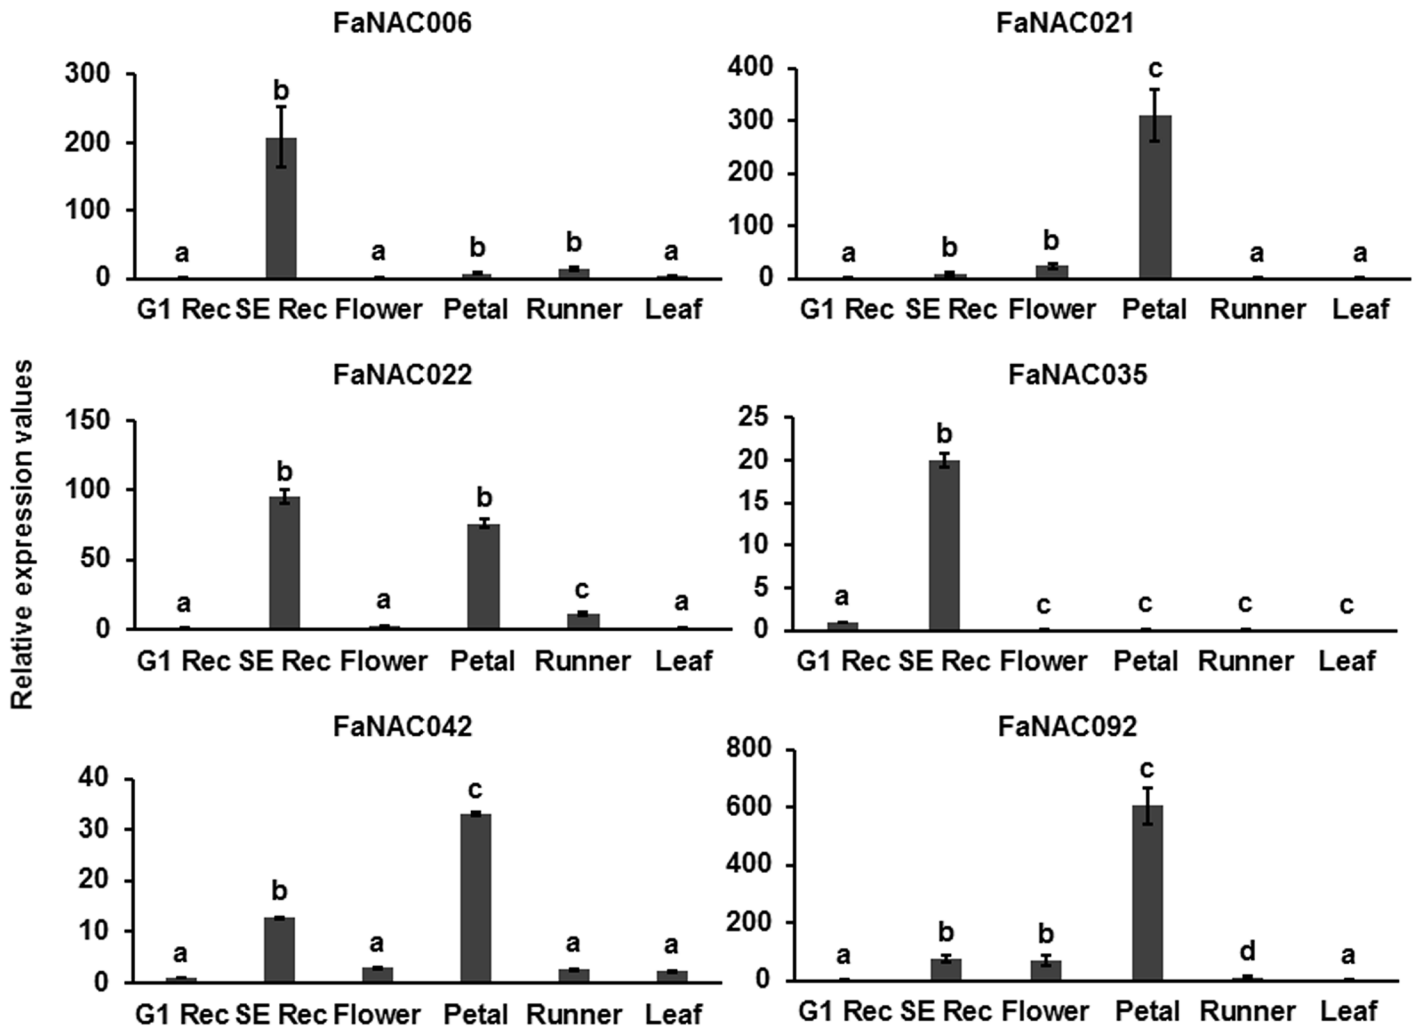 Relative expression values
FaNAC006
300
200
100
0
a
b
a
b
b
a
G1 Rec SE Rec Flower Petal Runner Leaf
FaNAC021
400
300
200
100
0
a
b
b
c
a
a
G1 Rec SE Rec Flower Petal Runner Leaf
FaNAC022
150
100
50
0
a
b
a
b
c
a
G1 Rec SE Rec Flower Petal Runner Leaf
FaNAC035
25
20
15
10
5
0
a
b
c
c
c
c
G1 Rec SE Rec Flower Petal Runner Leaf
FaNAC042
40
30
20
10
0
a
b
a
c
a
a
G1 Rec SE Rec Flower Petal Runner Leaf
FaNAC092
800
600
400
200
0
a
b
b
c
d
a
G1 Rec SE Rec Flower Petal Runner Leaf